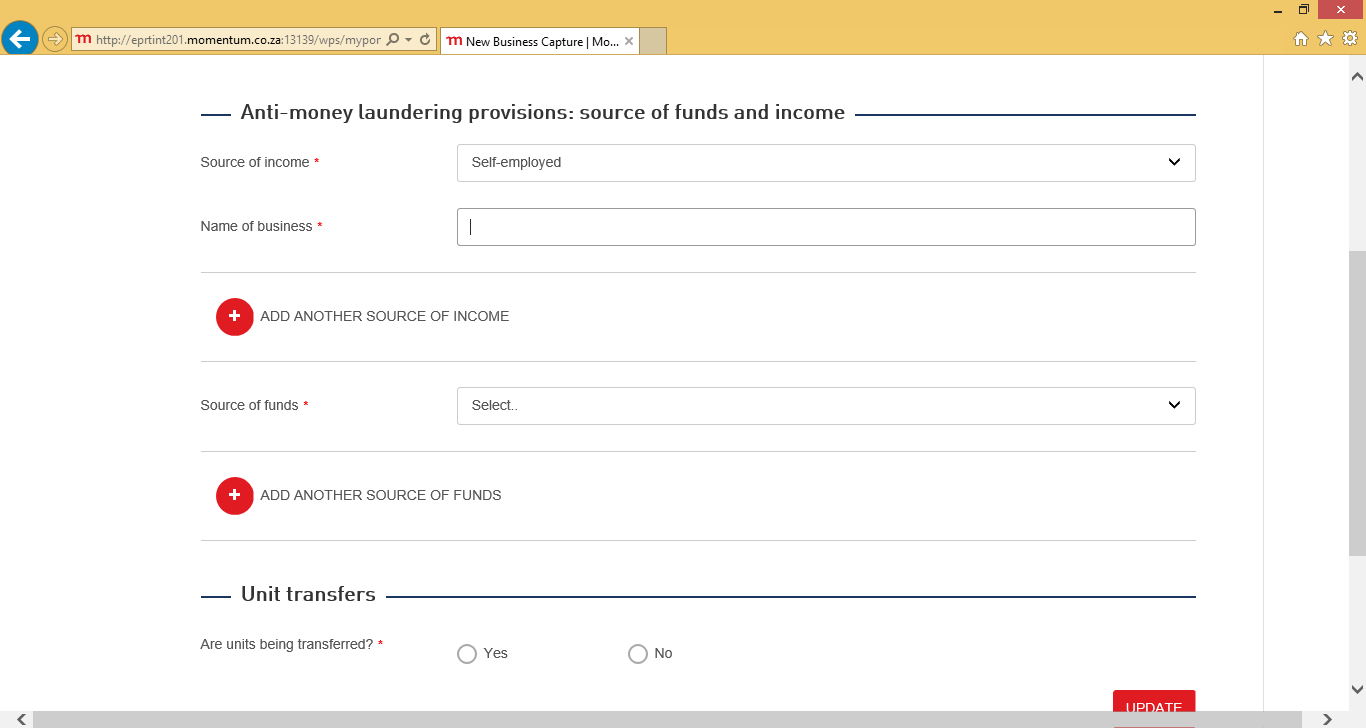 http://eprtint201.momentum.co.za:13139/wps/mypor
m New Business Capture | Mo...
Anti-money laundering provisions: source of funds and income
Source of income * Self-employed
Name of business *
+ ADD ANOTHER SOURCE OF INCOME
Source of funds * Select..
+ ADD ANOTHER SOURCE OF FUNDS
Unit transfers
Are units being transferred? * Yes No
UPDATE